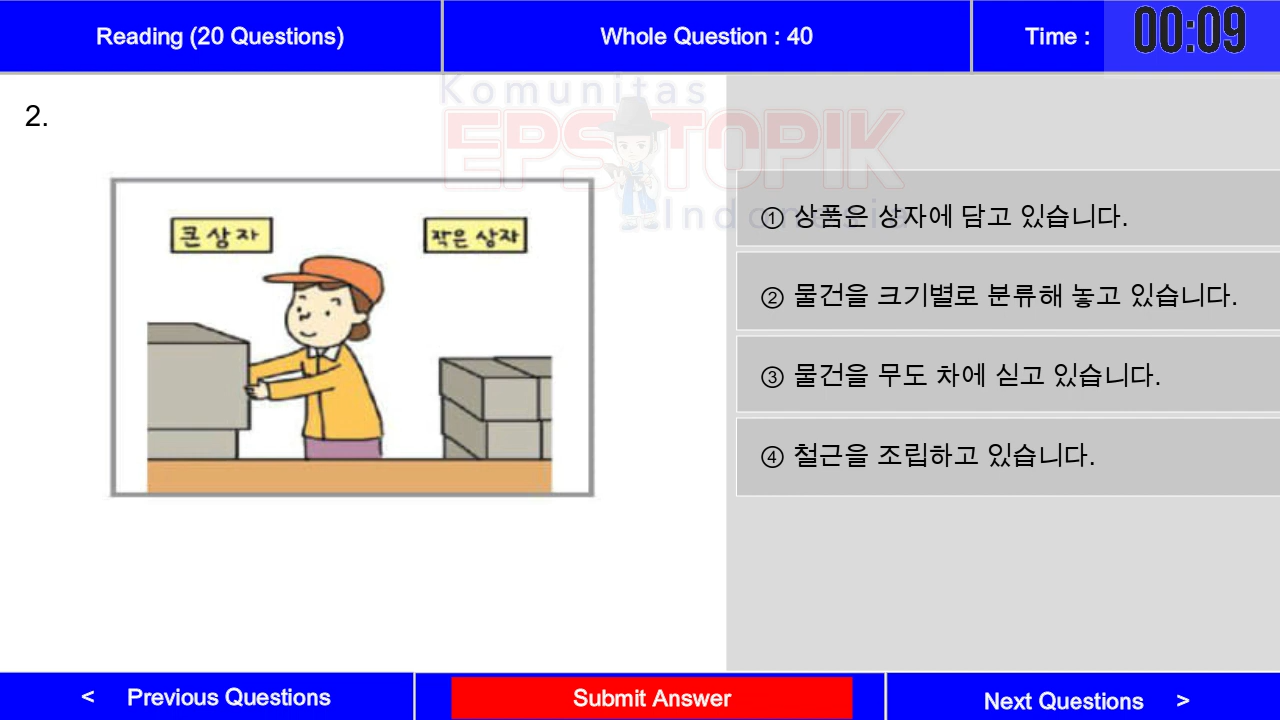 Reading (20 Questions)
Whole Question : 40
Time :
00:09
Komunitas
EPS TOPIK
Indonesia
2.
큰 상자
작은 상자
① 상품은 상자에 담고 있습니다.
② 물건을 크기별로 분류해 놓고 있습니다.
③ 물건을 무도 차에 싣고 있습니다.
④ 철근을 조립하고 있습니다.
< Previous Questions
Submit Answer
Next Questions >